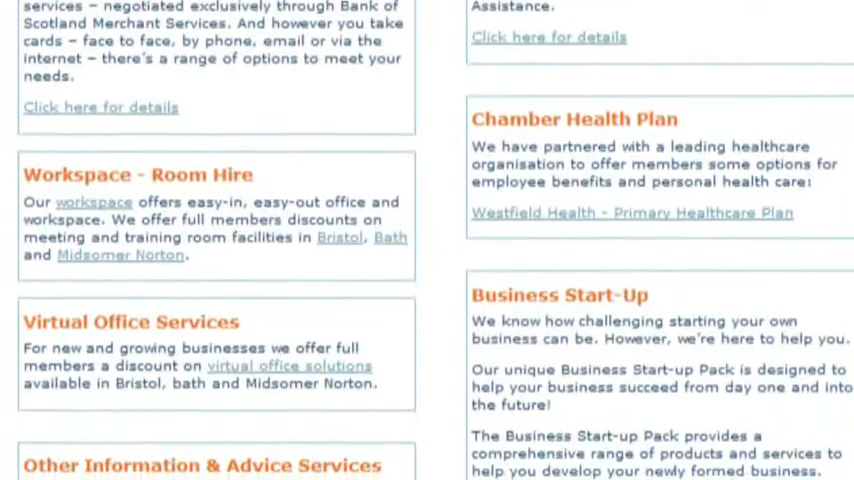 services – negotiated exclusively through Bank of
Scotland Merchant Services. And however you take
cards – face to face, by phone, email or via the
internet – there's a range of options to meet your
needs.
Click here for details
Workspace - Room Hire
Our workspace offers easy-in, easy-out office and
workspace. We offer full members discounts on
meeting and training room facilities in Bristol, Bath
and Midsomer Norton.
Virtual Office Services
For new and growing businesses we offer full
members a discount on virtual office solutions
available in Bristol, bath and Midsomer Norton.
Other Information & Advice Services
Assistance.
Click here for details
Chamber Health Plan
We have partnered with a leading healthcare
organisation to offer members some options for
employee benefits and personal health care:
Westfield Health - Primary Healthcare Plan
Business Start-Up
We know how challenging starting your own
business can be. However, we're here to help you.
Our unique Business Start-up Pack is designed to
help your business succeed from day one and into
the future!
The Business Start-up Pack provides a
comprehensive range of products and services to
help you develop your newly formed business.